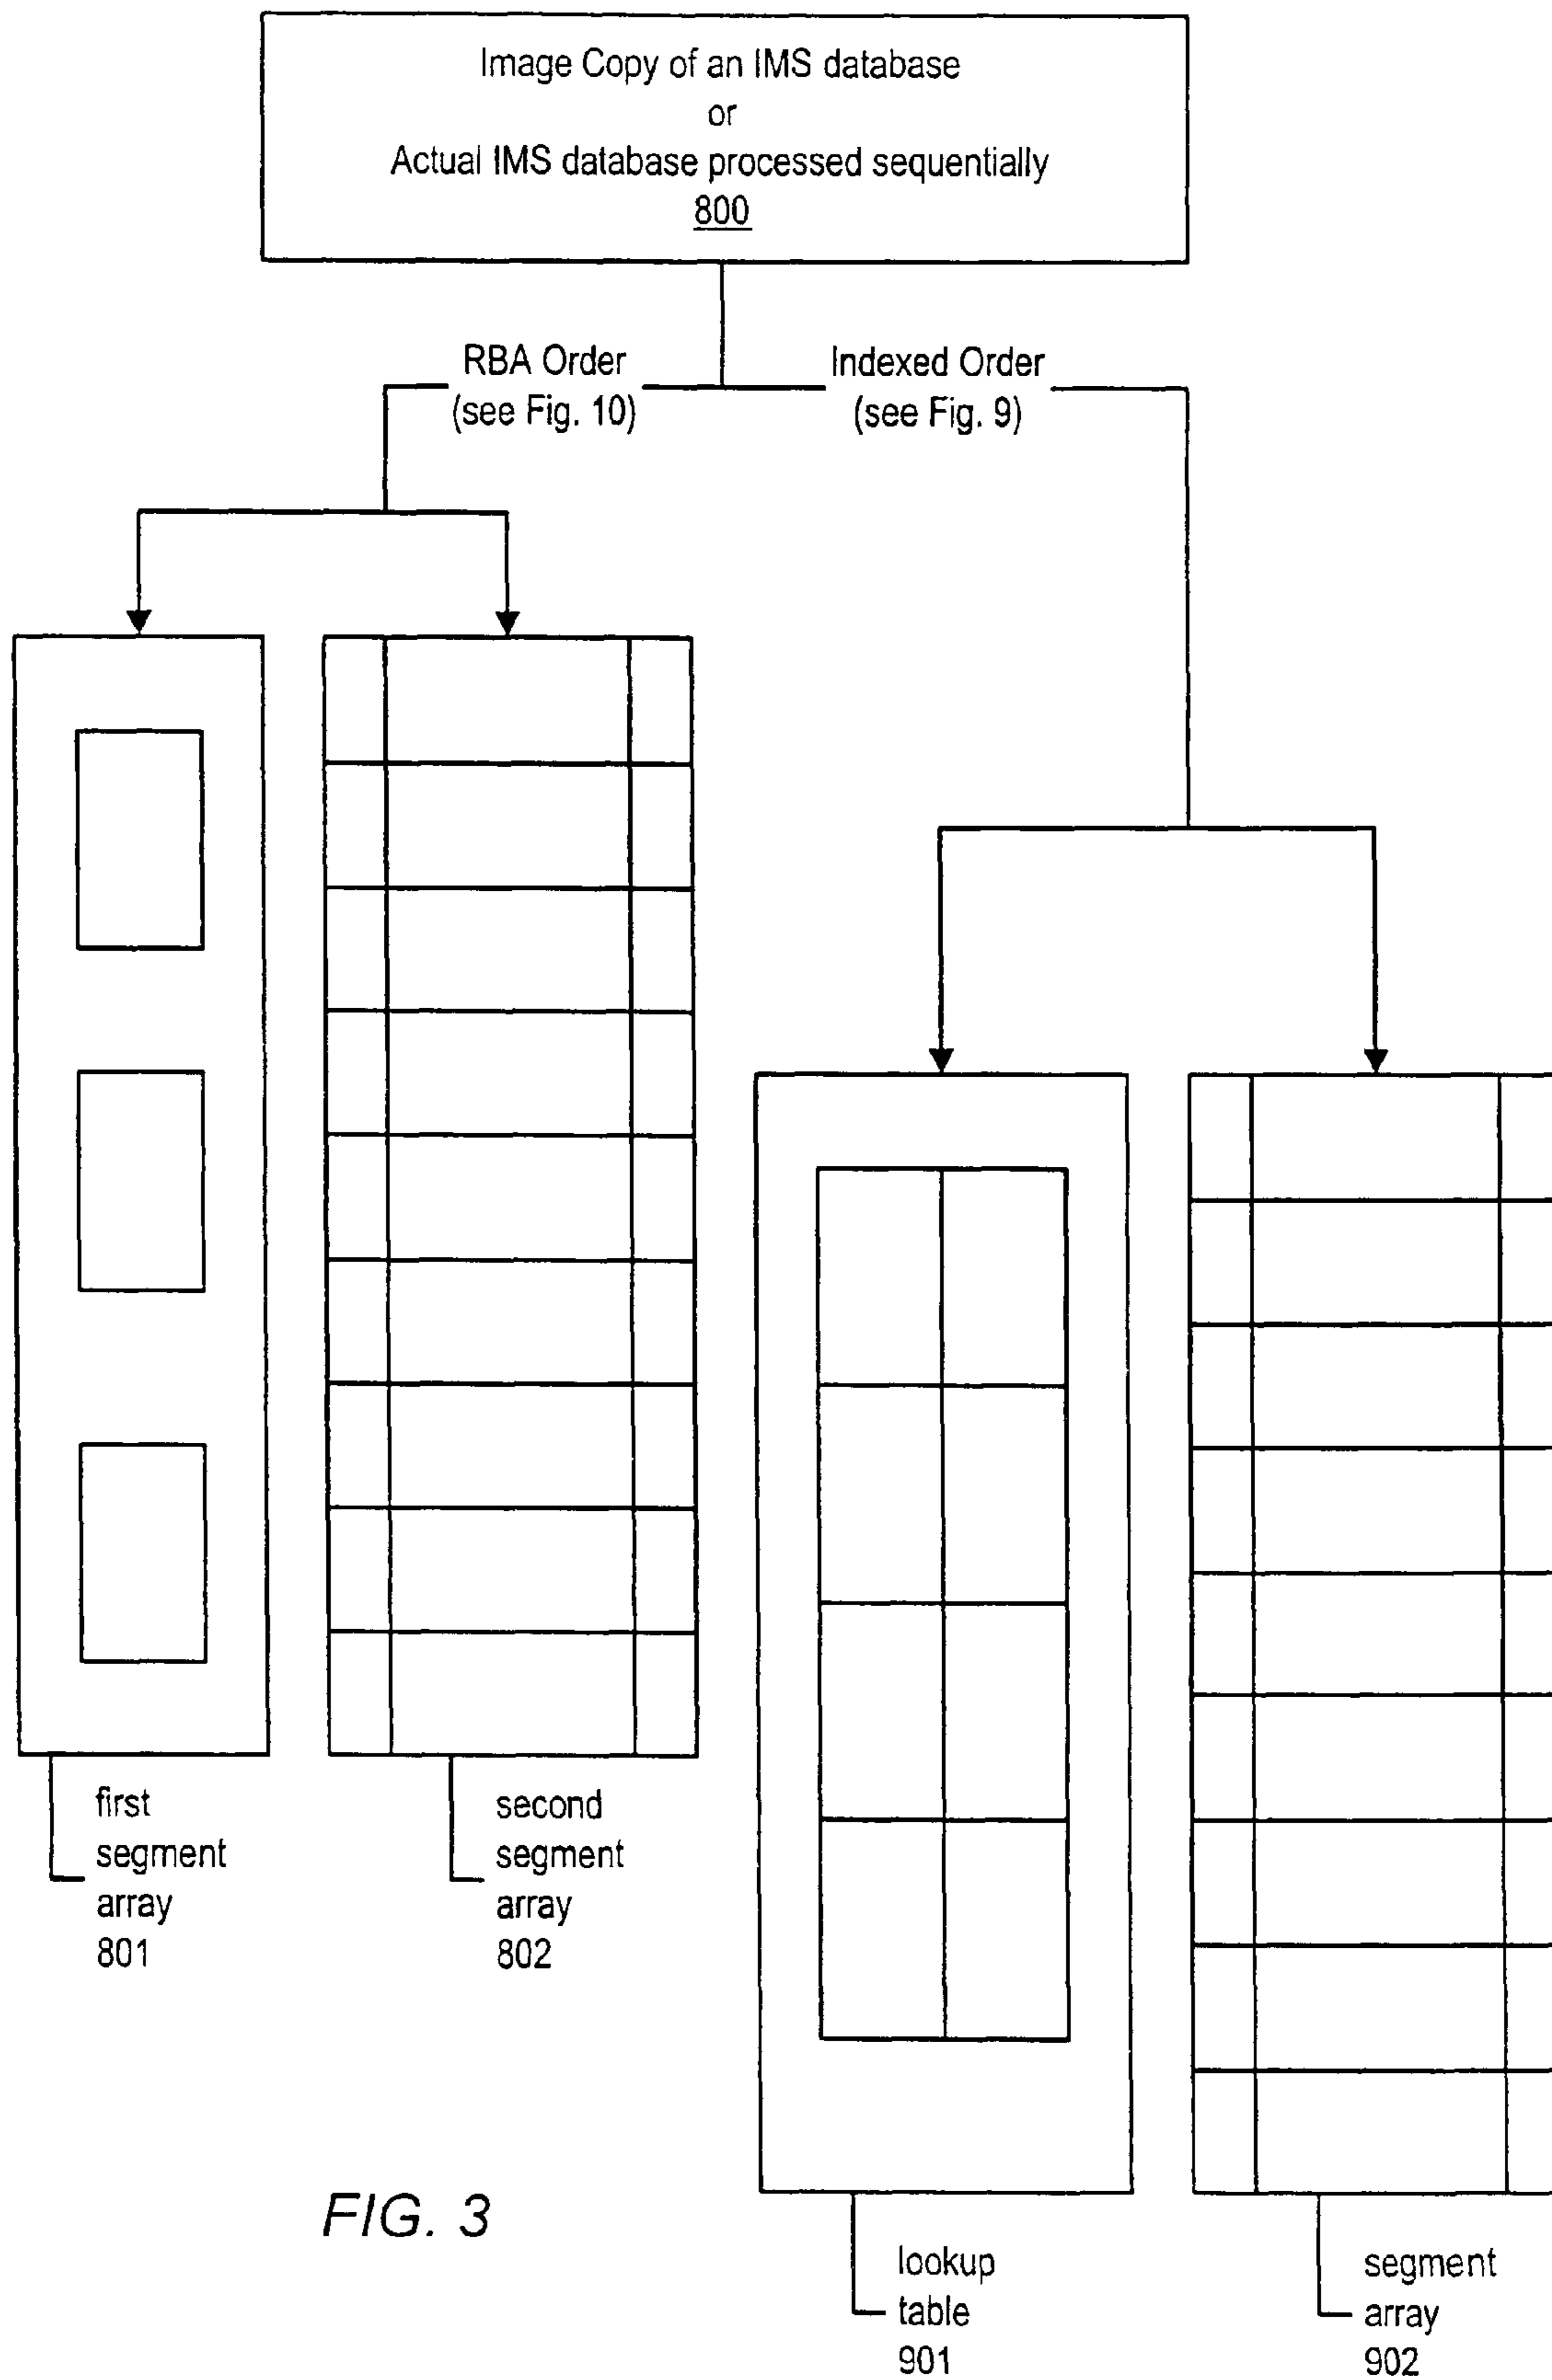 Image Copy of an IMS database
or
Actual IMS database processed sequentially
800
RBA Order
(see Fig. 10)
Indexed Order
(see Fig. 9)
first
segment
array
801
second
segment
array
802
FIG. 3
lookup
table
901
segment
array
902